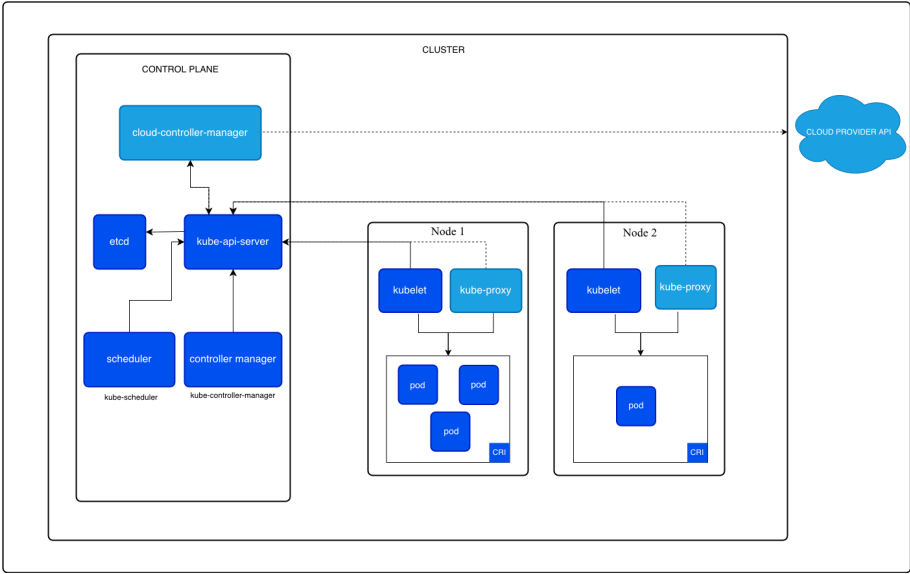 CLUSTER
CONTROL PLANE
cloud-controller-manager
CLOUD PROVIDER API
etcd
kube-api-server
Node 1
Node 2
kubelet
kube-proxy
kubelet
kube-proxy
scheduler
controller manager
kube-scheduler
kube-controller-manager
pod
pod
pod
CRI
pod
CRI